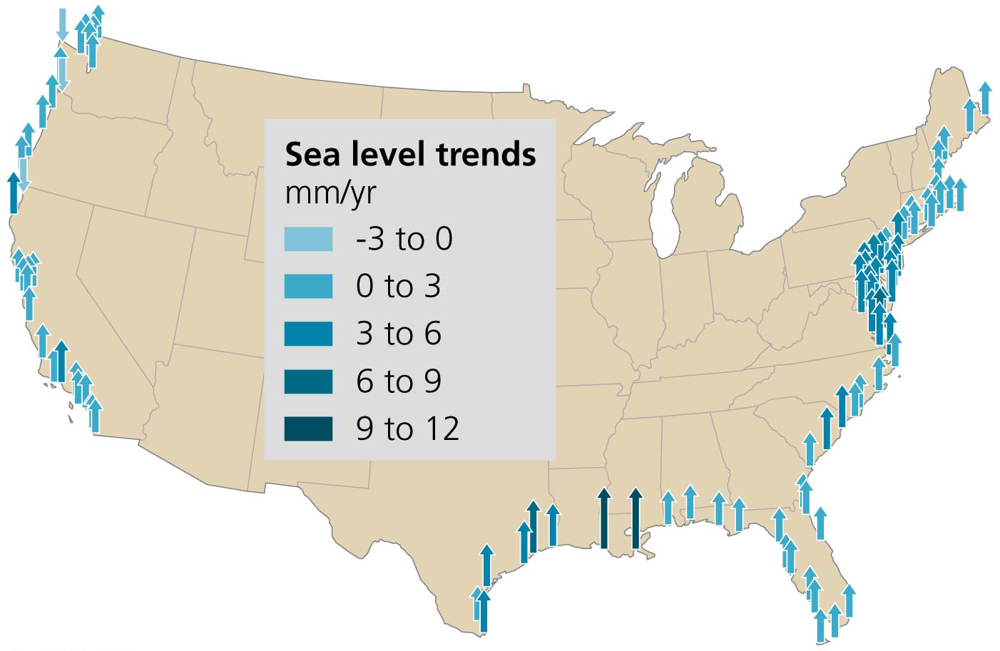 Sea level trends
mm/yr
-3 to 0
0 to 3
3 to 6
6 to 9
9 to 12